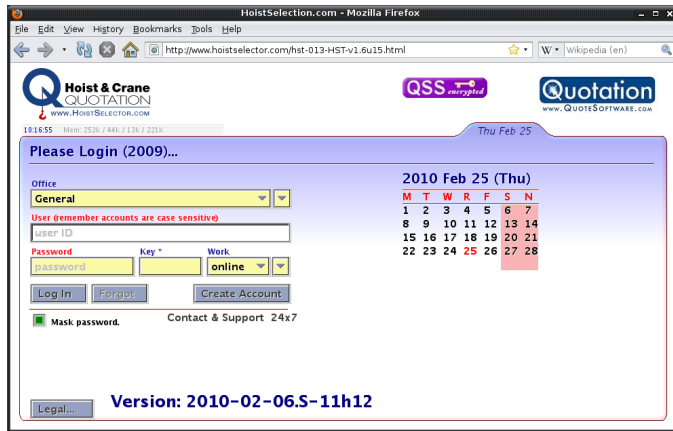 HoistSelection.com - Mozilla Firefox
File Edit View History Bookmarks Tools Help
http://www.hoistselector.com/hst-013-HST-v1.6u15.html
W Wikipedia (en)
Hoist & Crane
QUOTATION
www.HoistSelector.com
QSS encrypted
Quotation
www.QuoteSoftware.com
10:16:55 Mem: 253k / 44k / 13k / 221k
Thu Feb 25
Please Login (2009)...
2010 Feb 25 (Thu)
M T W R F S N
1 2 3 4 5 6 7
8 9 10 11 12 13 14
15 16 17 18 19 20 21
22 23 24 25 26 27 28
Office
General
User (remember accounts are case sensitive)
user ID
Password Key * Work
password online
Log In Forgot Create Account
Mask password. Contact & Support 24x7
Legal... Version: 2010-02-06.S-11h12